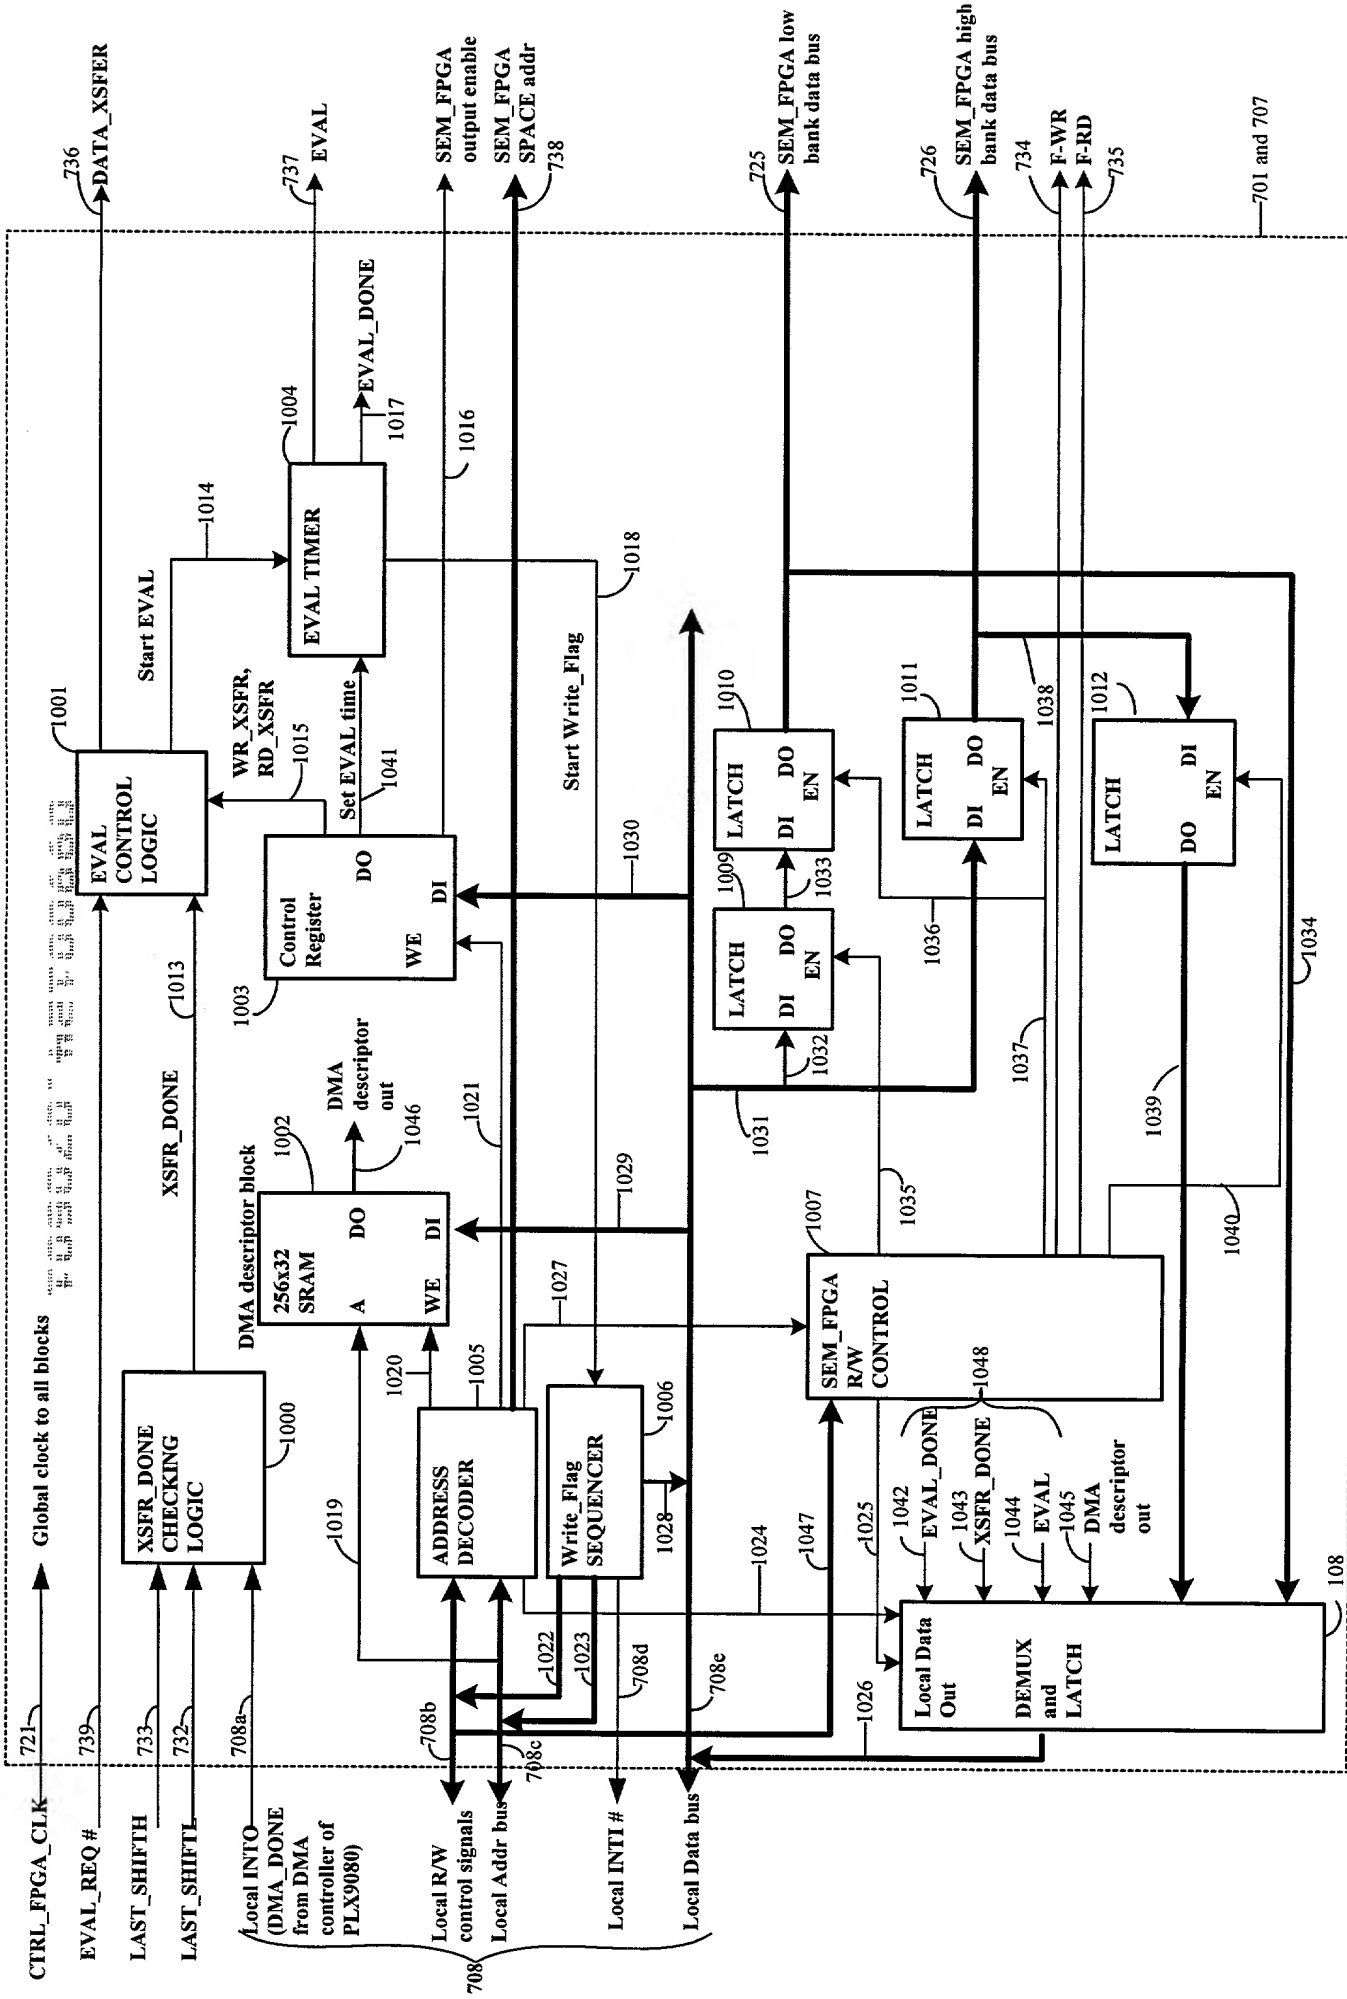 CTRL_FPGA_CLK
721
Global clock to all blocks
EVAL_REQ #
739
LAST_SHIFTH
733
LAST_SHIFTL
732
Local INTO
(DMA_DONE
from DMA
controller of
PLX9080)
708a
XSFR_DONE
CHECKING
LOGIC
1000
XSFR_DONE
1013
EVAL
CONTROL
LOGIC
1001
736
DATA_XSFER
Start EVAL
1014
WR_XSFR,
RD_XSFR
1015
EVAL TIMER
1004
737
EVAL
EVAL_DONE
1017
Set EVAL time
1041
Control
Register
DO
WE
DI
1003
1016
SEM_FPGA
output enable
SEM_FPGA
SPACE addr
738
DMA descriptor block
256x32
SRAM
A
DO
WE
DI
1002
DMA
descriptor
out
1046
1019
1020
1021
ADDRESS
DECODER
1005
Write_Flag
SEQUENCER
1006
1018
Start Write_Flag
1027
1028
1029
1030
Local R/W
control signals
Local Addr bus
708b
708c
1022
1023
708d
Local INTI #
708e
Local Data bus
708
1024
1047
1025
1026
LATCH
DI
DO
EN
1009
1032
1033
LATCH
DI
DO
EN
1010
LATCH
DI
DO
EN
1011
LATCH
DO
DI
EN
1012
1031
1035
1036
1037
1038
1039
1040
1034
725
SEM_FPGA low
bank data bus
726
SEM_FPGA high
bank data bus
734
F-WR
F-RD
735
701 and 707
SEM_FPGA
R/W
CONTROL
1007
1048
1042
EVAL_DONE
1043
XSFR_DONE
1044
EVAL
1045
DMA
descriptor
out
Local Data
Out
DEMUX
and
LATCH
108